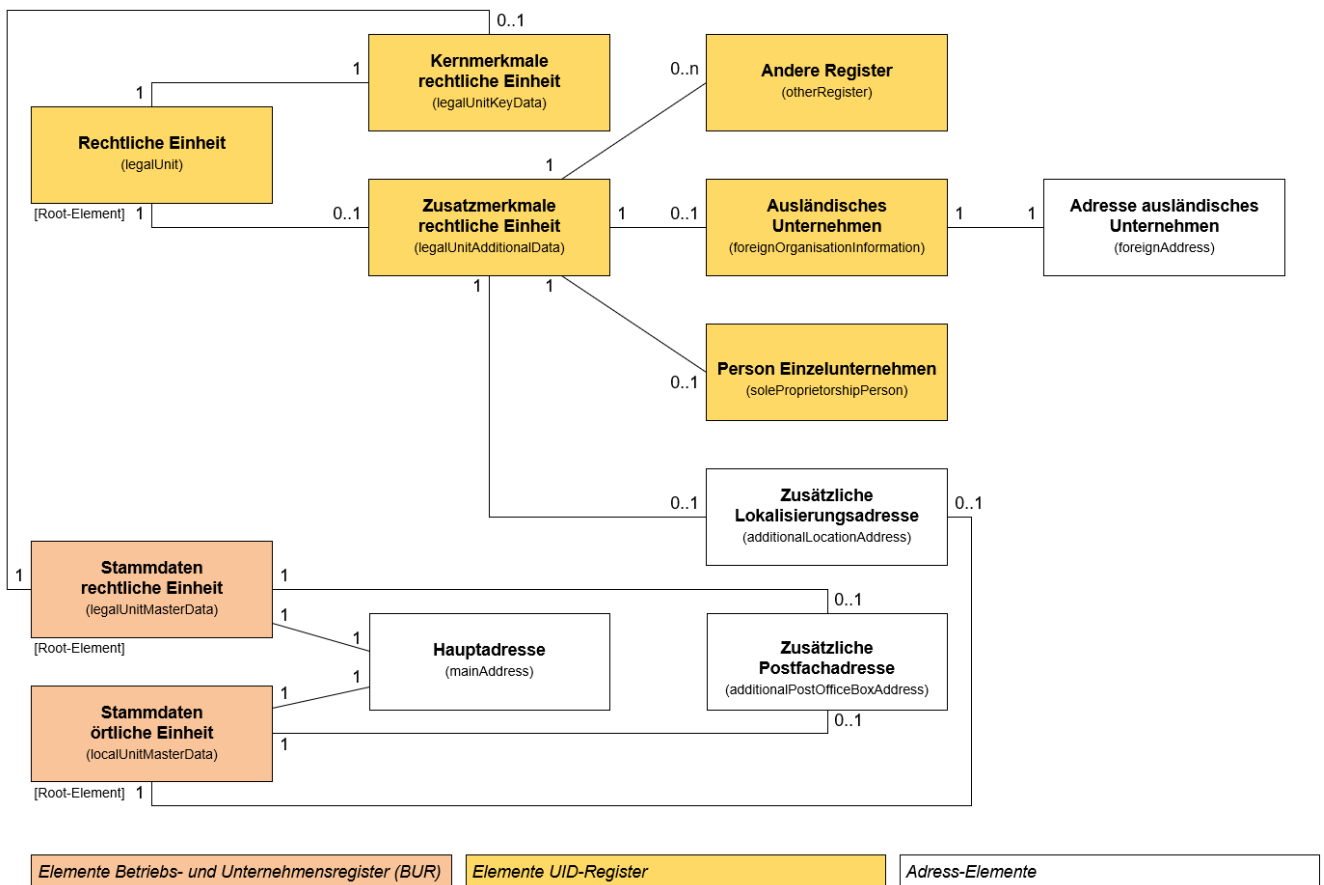 0..1
Kernmerkmale
rechtliche Einheit
(legalUnitKeyData)
1
1
Rechtliche Einheit
(legalUnit)
[Root-Element] 1
0..n
Andere Register
(otherRegister)
1
0..1
Zusatzmerkmale
rechtliche Einheit
(legalUnitAdditionalData)
1
0..1
Ausländisches
Unternehmen
(foreignOrganisationInformation)
1
1
Adresse ausländisches
Unternehmen
(foreignAddress)
1
1
0..1
Person Einzelunternehmen
(soleProprietorshipPerson)
0..1
Zusätzliche
Lokalisierungsadresse
(additionalLocationAddress)
0..1
1
Stammdaten
rechtliche Einheit
(legalUnitMasterData)
[Root-Element]
1
1
1
Hauptadresse
(mainAddress)
1
0..1
Zusätzliche
Postfachadresse
(additionalPostOfficeBoxAddress)
0..1
Stammdaten
örtliche Einheit
(localUnitMasterData)
1
1
[Root-Element] 1
Elemente Betriebs- und Unternehmensregister (BUR)
Elemente UID-Register
Adress-Elemente